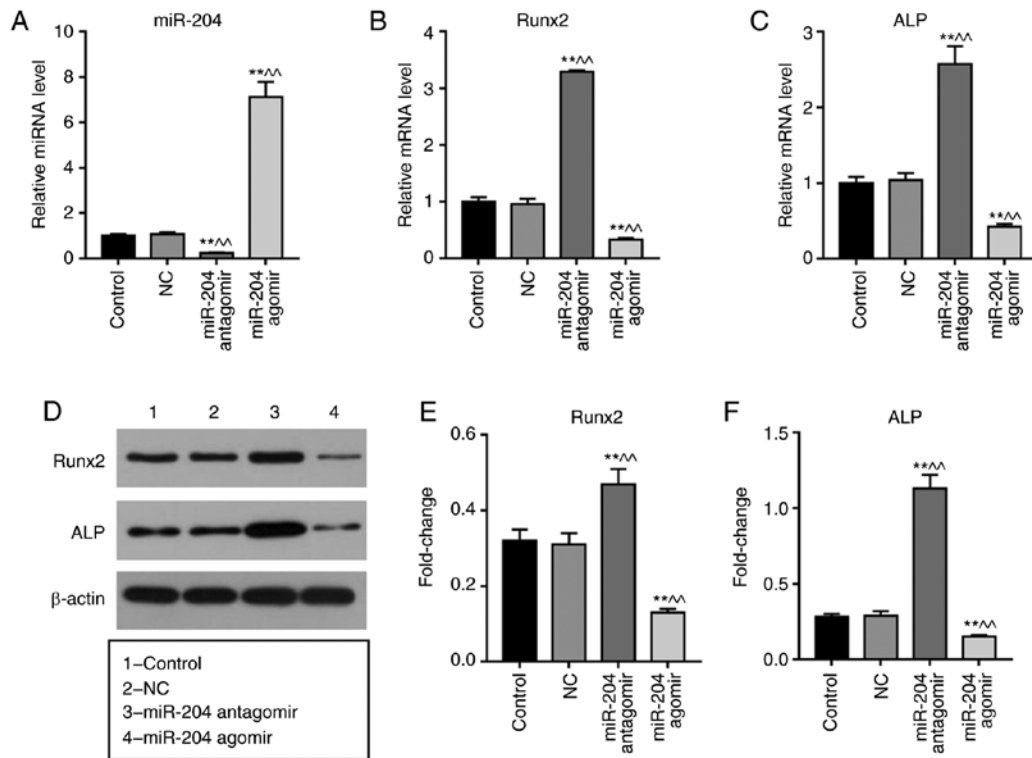 A
miR-204
Relative miRNA level
10
8
6
4
2
0
**^^
**^^
Control
NC
miR-204
antagomir
miR-204
agomir
B
Runx2
Relative mRNA level
4
3
2
1
0
**^^
**^^
Control
NC
miR-204
antagomir
miR-204
agomir
C
ALP
Relative mRNA level
3
2
1
0
**^^
**^^
Control
NC
miR-204
antagomir
miR-204
agomir
D
1 2 3 4
Runx2
ALP
β-actin
1–Control
2–NC
3–miR-204 antagomir
4–miR-204 agomir
E
Runx2
Fold-change
0.6
0.4
0.2
0.0
**^^
**^^
Control
NC
miR-204
antagomir
miR-204
agomir
F
ALP
Fold-change
1.5
1.0
0.5
0.0
**^^
**^^
Control
NC
miR-204
antagomir
miR-204
agomir